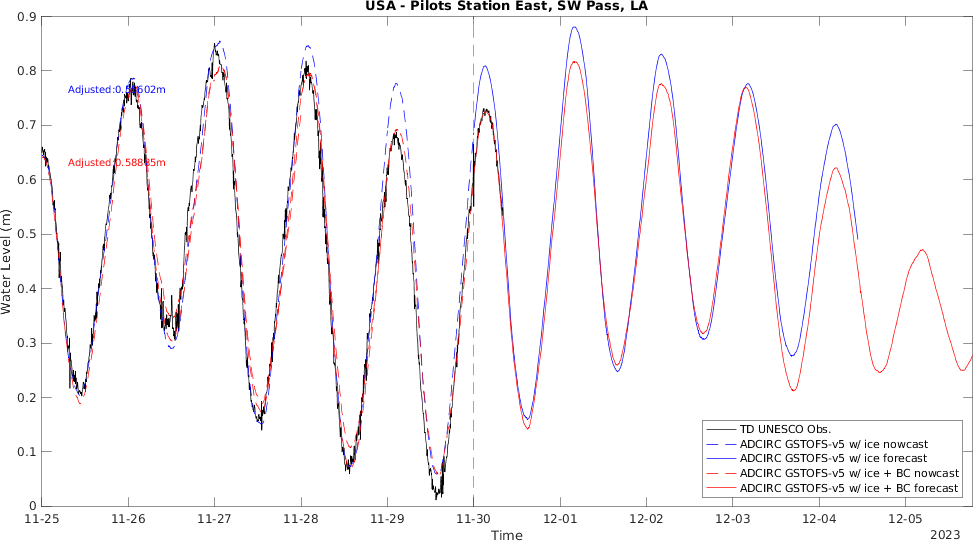 USA - Pilots Station East, SW Pass, LA
0.9
0.8
0.7
0.6
0.5
0.4
0.3
0.2
0.1
0
Water Level (m)
Adjusted:0.58885m
TD UNESCO Obs.
ADCIRC GSTOFS-v5 w/ ice nowcast
ADCIRC GSTOFS-v5 w/ ice forecast
ADCIRC GSTOFS-v5 w/ ice + BC nowcast
ADCIRC GSTOFS-v5 w/ ice + BC forecast
11-25 11-26 11-27 11-28 11-29 11-30 12-01 12-02 12-03 12-04 12-05
Time
2023